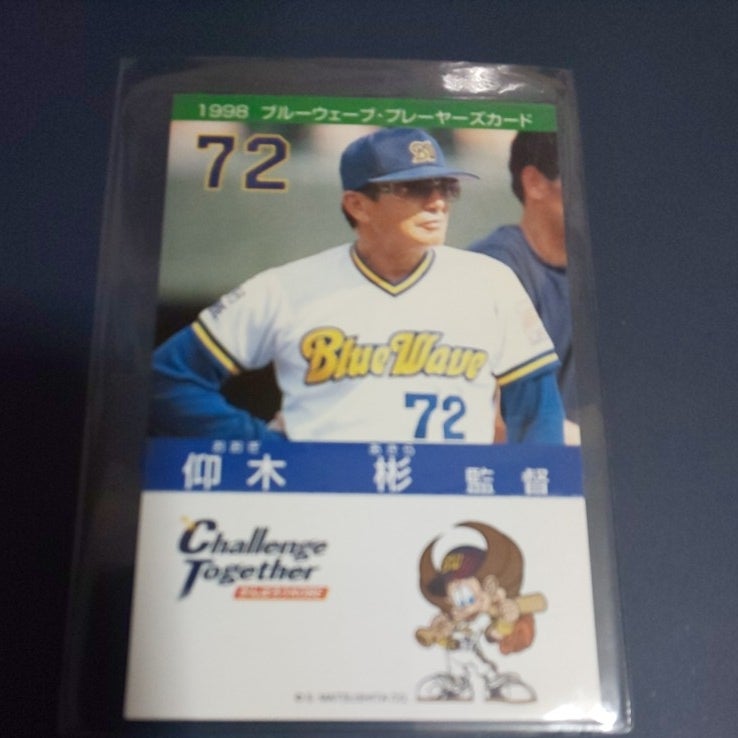 1998 ブルーウェーブ・プレーヤーズカード
72
BlueWave
72
おおぎ あきら
仰木 彬 監督
Challenge
Together